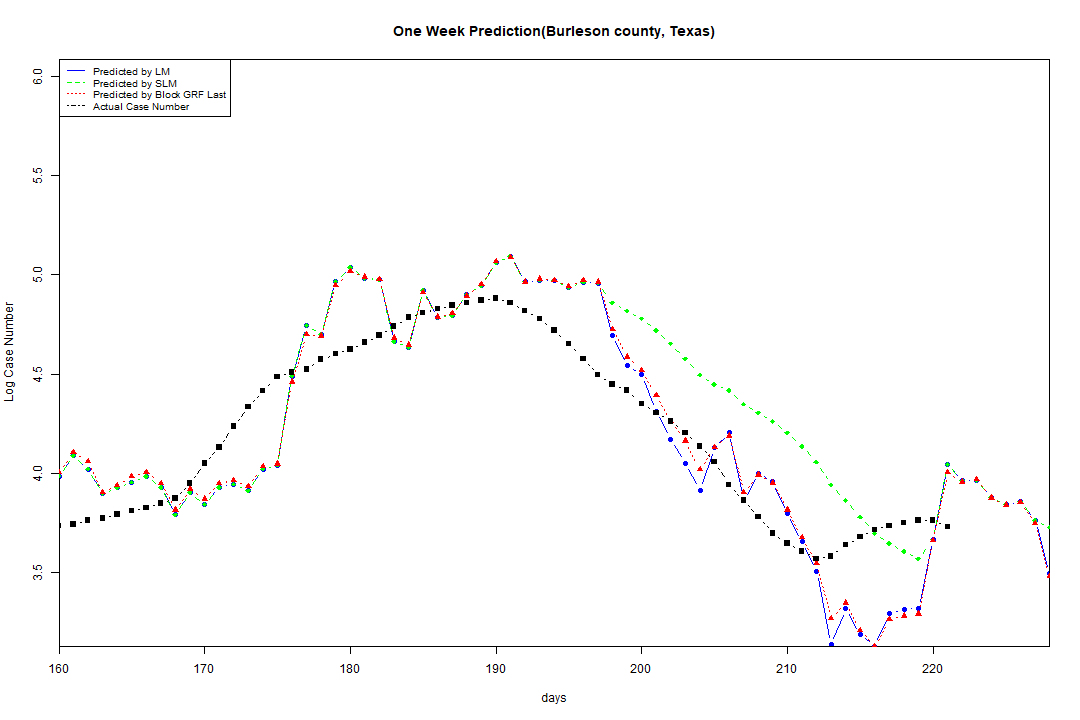 One Week Prediction(Burleson county, Texas)
Predicted by LM
Predicted by SLM
Predicted by Block GRF Last
Actual Case Number
6.0
5.5
5.0
4.5
4.0
3.5
Log Case Number
160 170 180 190 200 210 220
days